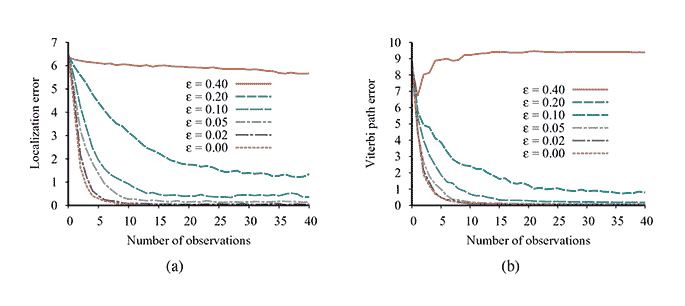 7
6
5
4
3
2
1
0
Localization error
ε = 0.40
ε = 0.20
ε = 0.10
ε = 0.05
ε = 0.02
ε = 0.00
0 5 10 15 20 25 30 35 40
Number of observations
(a)
10
9
8
7
6
5
4
3
2
1
0
Viterbi path error
ε = 0.40
ε = 0.20
ε = 0.10
ε = 0.05
ε = 0.02
ε = 0.00
0 5 10 15 20 25 30 35 40
Number of observations
(b)